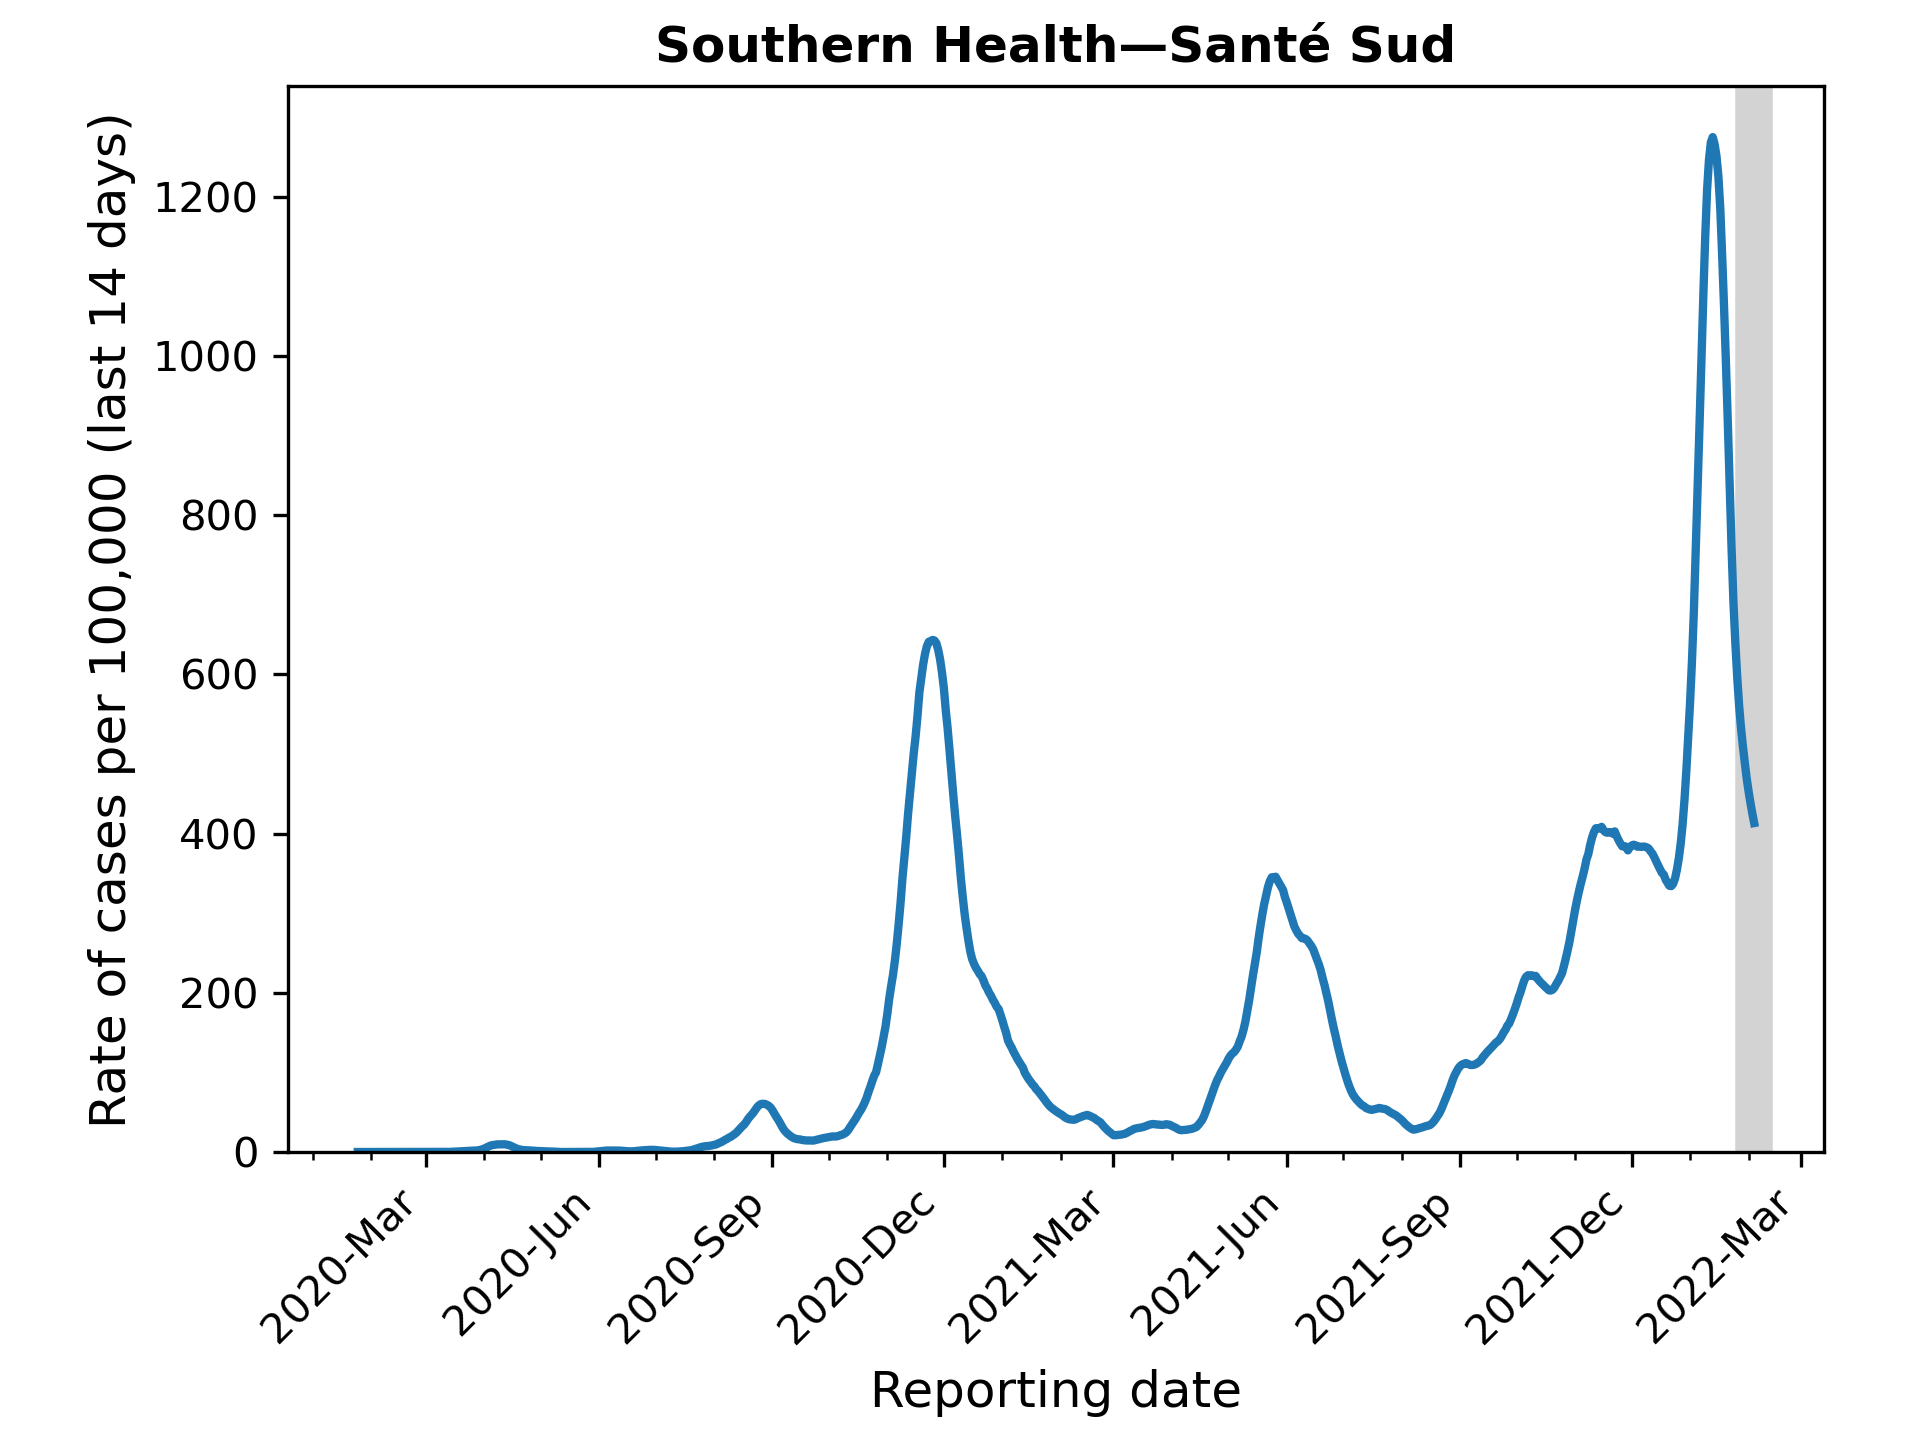 Southern Health—Santé Sud
Rate of cases per 100,000 (last 14 days)
1200
1000
800
600
400
200
0
2020-Mar
2020-Jun
2020-Sep
2020-Dec
2021-Mar
2021-Jun
2021-Sep
2021-Dec
2022-Mar
Reporting date